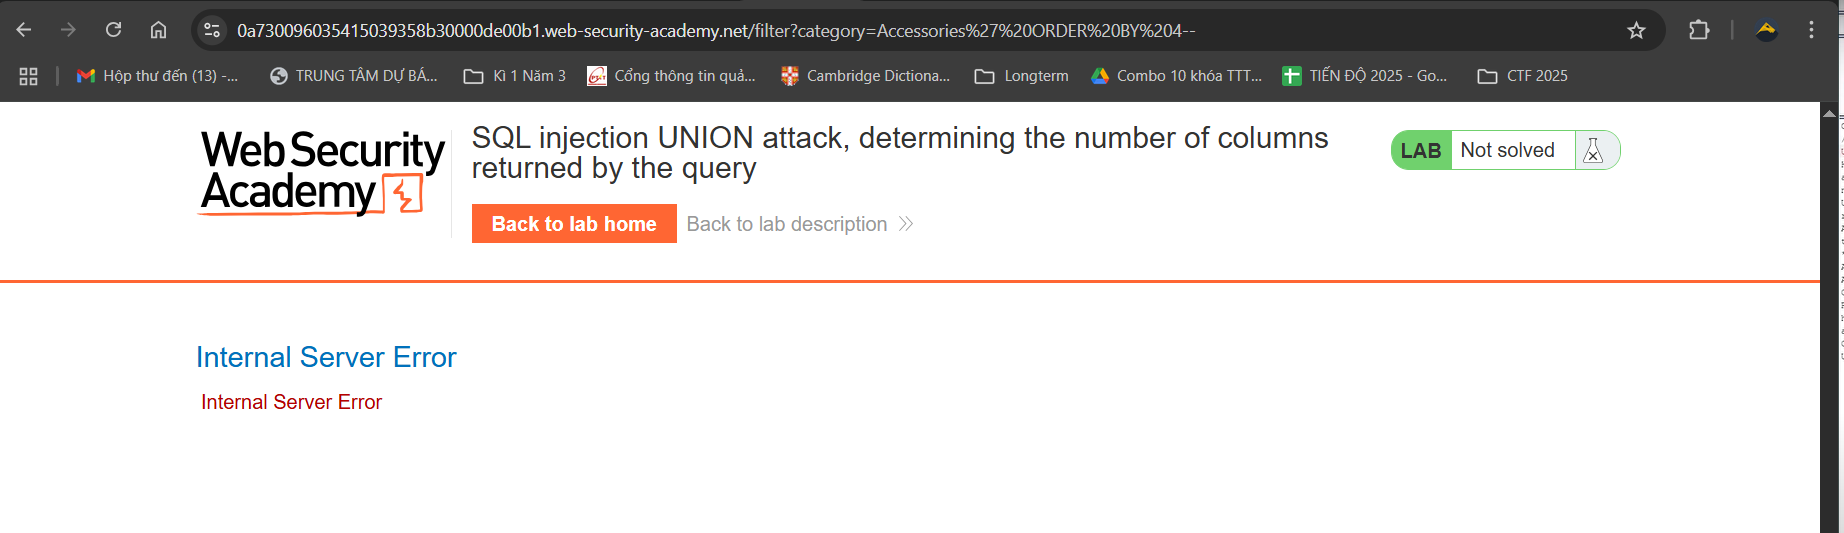 0a730096035415039358b30000de00b1.web-security-academy.net/filter?category=Accessories%27%20ORDER%20BY%204--
Hộp thư đến (13) -...
TRUNG TÂM DỰ BÁ...
Kì 1 Năm 3
Cổng thông tin quả...
Cambridge Dictiona...
Longterm
Combo 10 khóa TTT...
TIẾN ĐỘ 2025 - Go...
CTF 2025
Web Security
Academy
SQL injection UNION attack, determining the number of columns
returned by the query
LAB Not solved
Back to lab home
Back to lab description
Internal Server Error
Internal Server Error